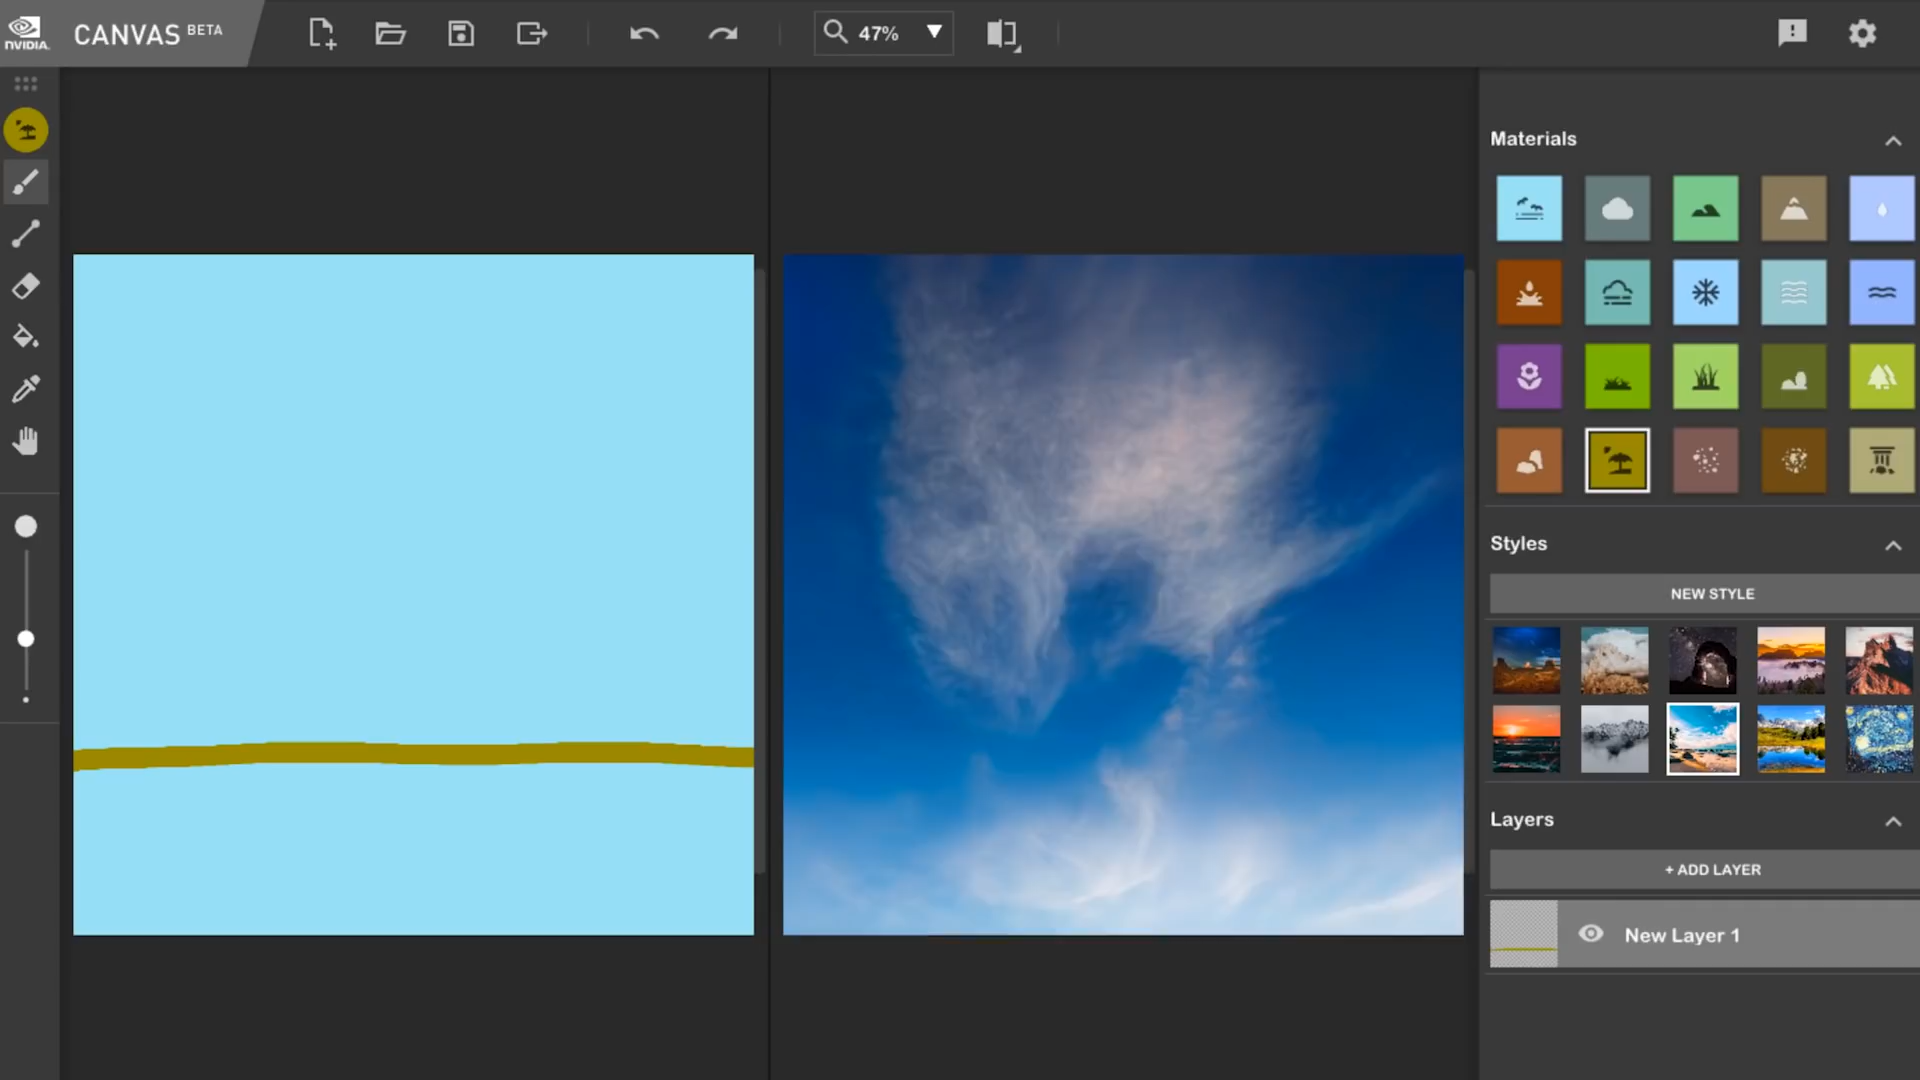 NVIDIA.
CANVAS BETA
47%
Materials
Styles
NEW STYLE
Layers
+ ADD LAYER
New Layer 1